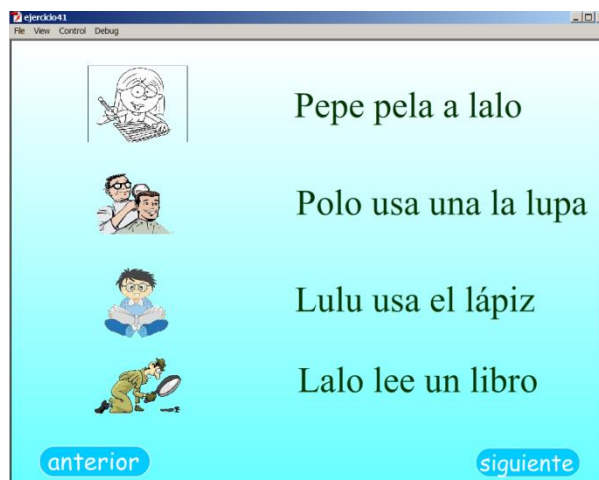 ejercicio41
File View Control Debug
Pepe pela a lalo
Polo usa una la lupa
Lulu usa el lápiz
Lalo lee un libro
anterior
siguiente